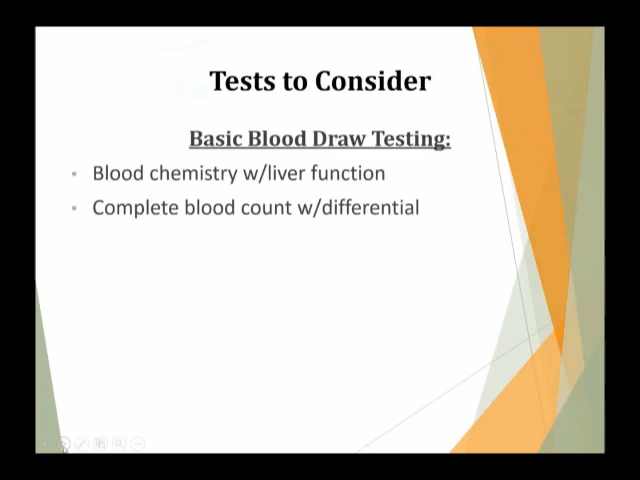 Tests to Consider
Basic Blood Draw Testing:
Blood chemistry w/liver function
Complete blood count w/differential